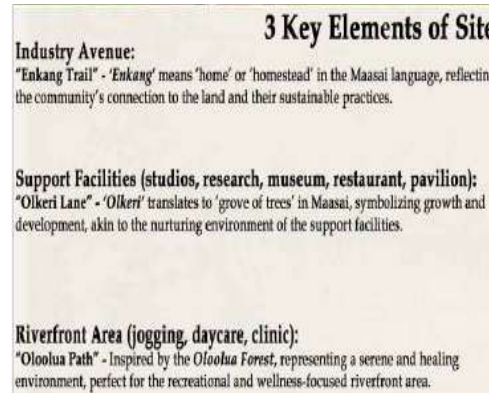 3 Key Elements of Site
Industry Avenue:
"Enkang Trail" - 'Enkang' means 'home' or 'homestead' in the Maasai language, reflectin
the community's connection to the land and their sustainable practices.
Support Facilities (studios, research, museum, restaurant, pavilion):
"Olkeri Lane" - 'Olkeri' translates to 'grove of trees' in Maasai, symbolizing growth and
development, akin to the nurturing environment of the support facilities.
Riverfront Area (jogging, daycare, clinic):
"Oloolua Path" - Inspired by the Oloolua Forest, representing a serene and healing
environment, perfect for the recreational and wellness-focused riverfront area.